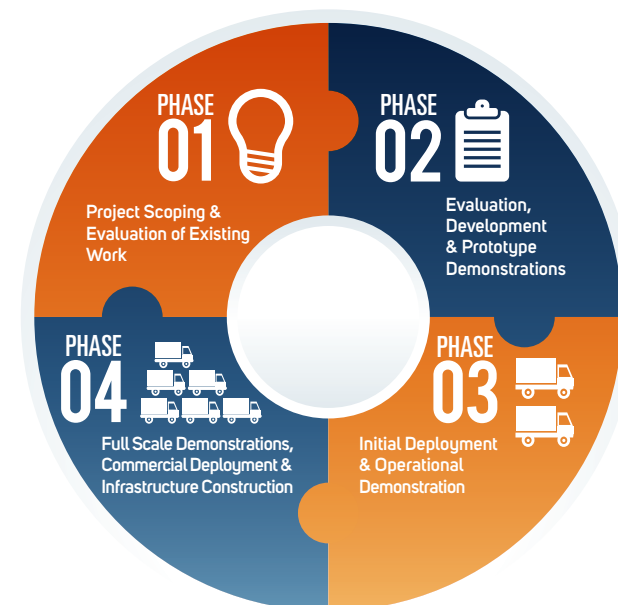 PHASE
01
Project Scoping &
Evaluation of Existing
Work
PHASE
02
Evaluation,
Development
& Prototype
Demonstrations
PHASE
03
Initial Deployment
& Operational
Demonstration
PHASE
04
Full Scale Demonstrations,
Commercial Deployment &
Infrastructure Construction